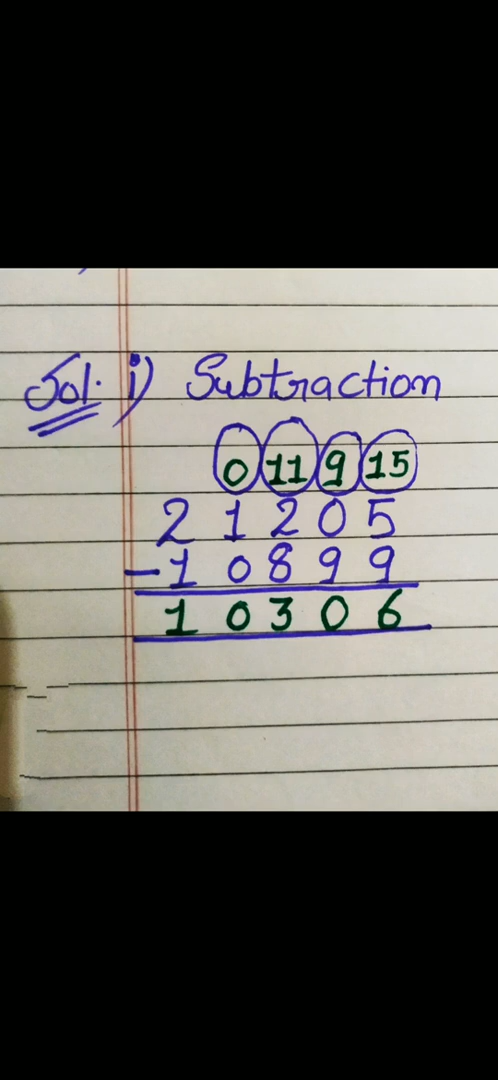 Sol. i) Subtraction
0 11 9 15
2 1 2 0 5
- 1 0 8 9 9
1 0 3 0 6